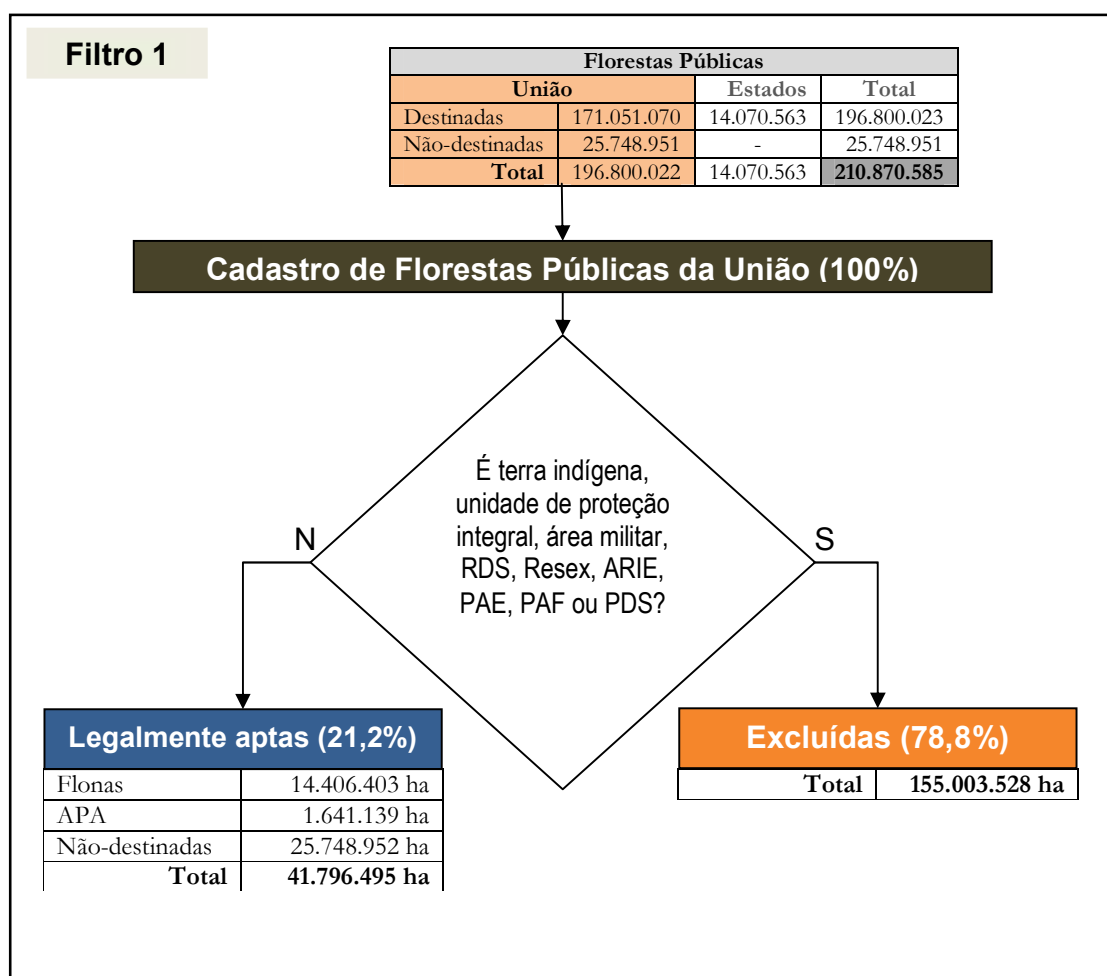 Filtro 1
Florestas Públicas
União Estados Total
Destinadas 171.051.070 14.070.563 196.800.023
Não-destinadas 25.748.951 - 25.748.951
Total 196.800.022 14.070.563 210.870.585
Cadastro de Florestas Públicas da União (100%)
É terra indígena,
unidade de proteção
integral, área militar,
RDS, Resex, ARIE,
PAE, PAF ou PDS?
N
S
Legalmente aptas (21,2%)
Flonas 14.406.403 ha
APA 1.641.139 ha
Não-destinadas 25.748.952 ha
Total 41.796.495 ha
Excluídas (78,8%)
Total 155.003.528 ha